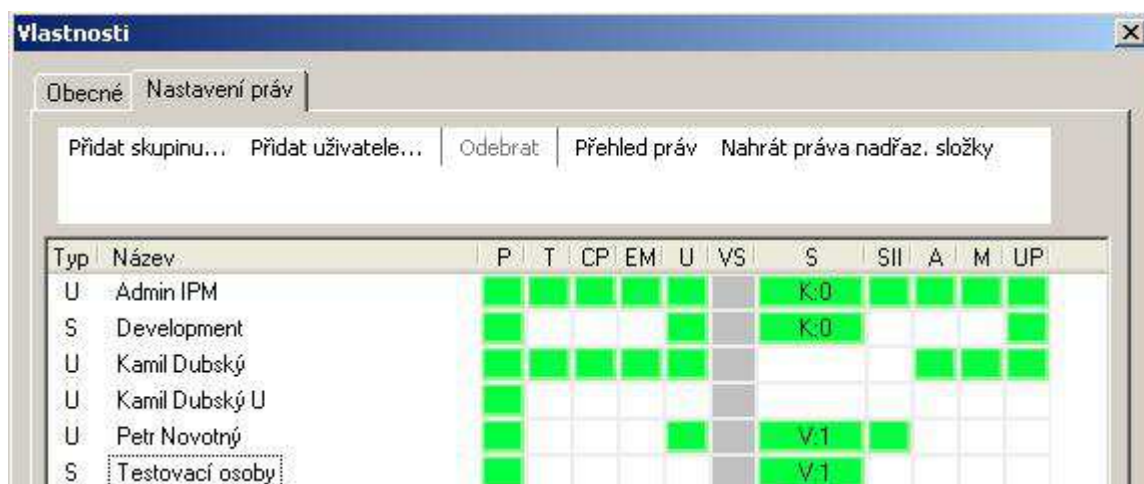 Vlastnosti
Obecné Nastavení práv
Přidat skupinu... Přidat uživatele... Odebrat Přehled práv Nahrát práva nadřaz. složky
Typ Název P T CP EM U VS S SII A M UP
U Admin IPM K:0
S Development K:0
U Kamil Dubský
U Kamil Dubský U
U Petr Novotný V:1
S Testovací osoby V:1